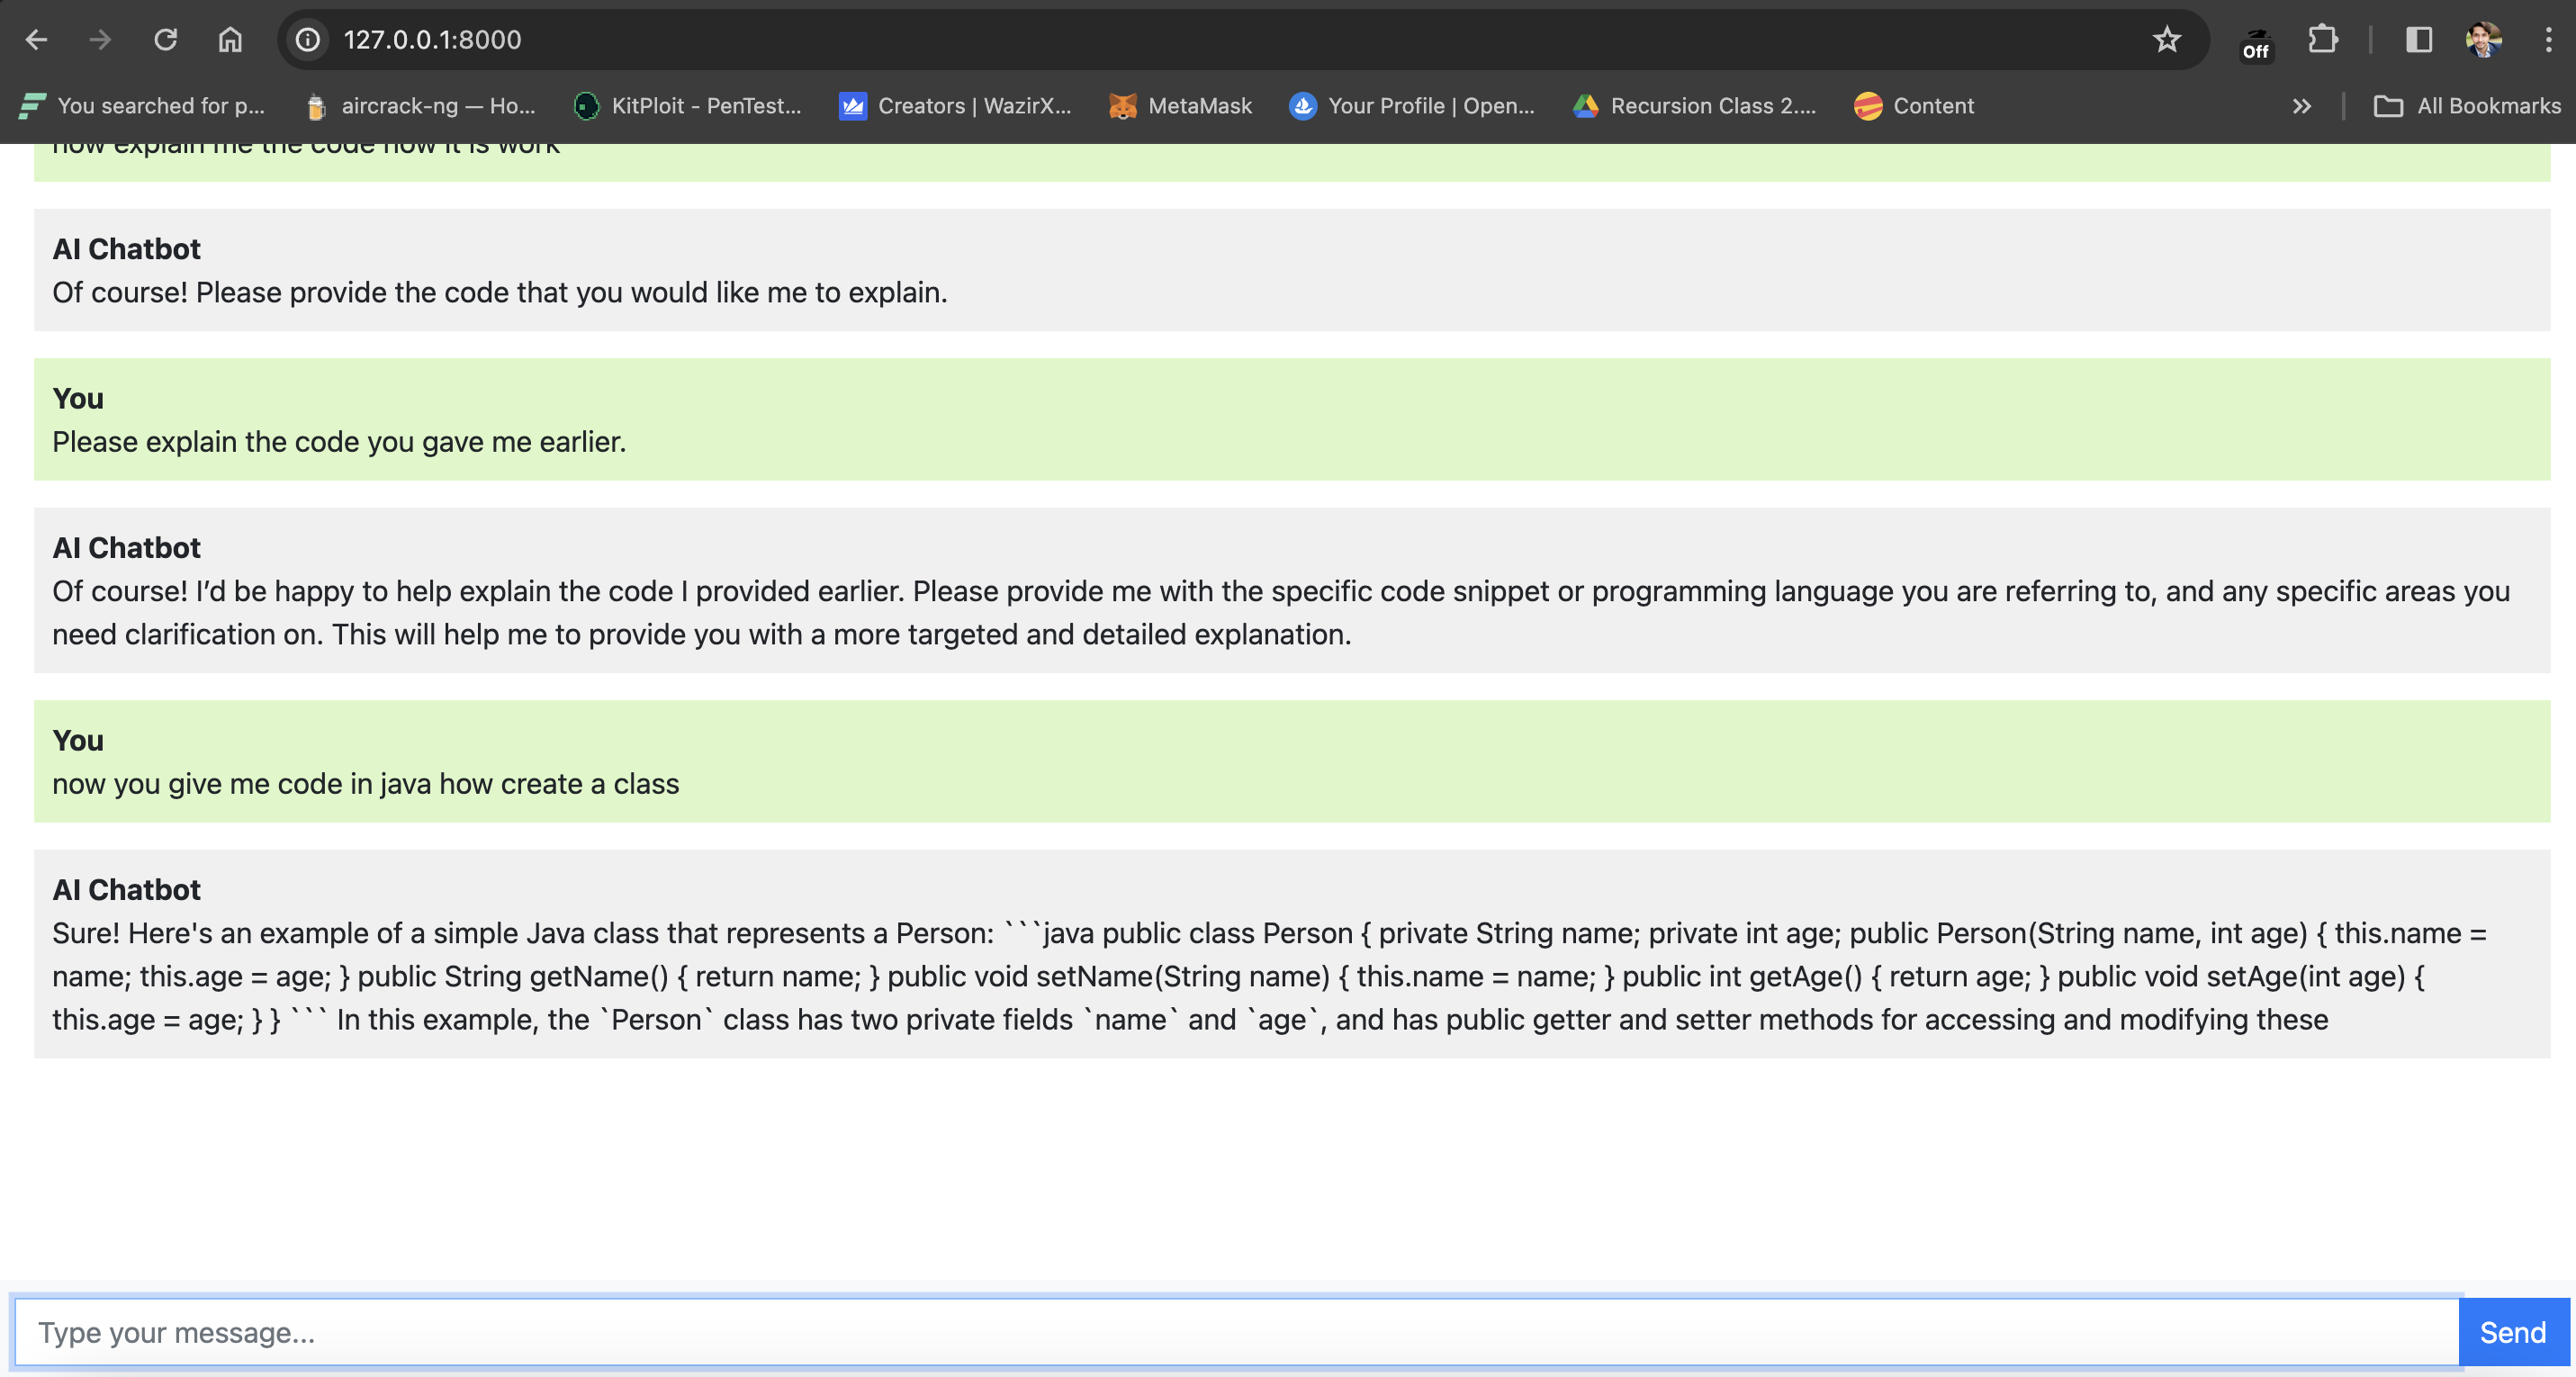 127.0.0.1:8000
Off
You searched for p...
aircrack-ng — Ho...
KitPloit - PenTest...
Creators | WazirX...
MetaMask
Your Profile | Open...
Recursion Class 2....
Content
All Bookmarks
now explain me the code how it is work
AI Chatbot
Of course! Please provide the code that you would like me to explain.
You
Please explain the code you gave me earlier.
AI Chatbot
Of course! I’d be happy to help explain the code I provided earlier. Please provide me with the specific code snippet or programming language you are referring to, and any specific areas you
need clarification on. This will help me to provide you with a more targeted and detailed explanation.
You
now you give me code in java how create a class
AI Chatbot
Sure! Here's an example of a simple Java class that represents a Person: ```java public class Person { private String name; private int age; public Person(String name, int age) { this.name =
name; this.age = age; } public String getName() { return name; } public void setName(String name) { this.name = name; } public int getAge() { return age; } public void setAge(int age) {
this.age = age; } } ``` In this example, the `Person` class has two private fields `name` and `age`, and has public getter and setter methods for accessing and modifying these
Type your message...
Send